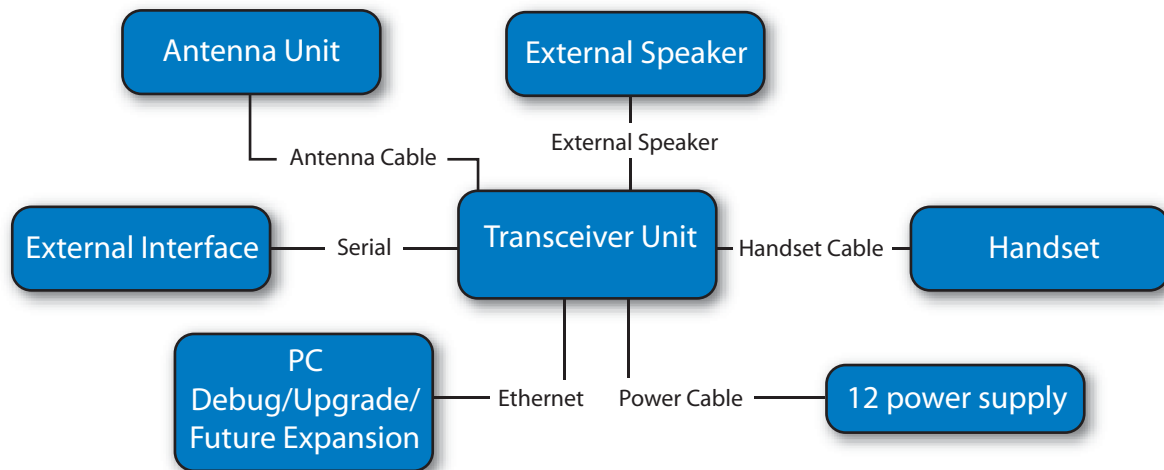 Antenna Unit
External Speaker
External Speaker
Antenna Cable
External Interface
Serial
Transceiver Unit
Handset Cable
Handset
PC
Debug/Upgrade/
Future Expansion
Ethernet
Power Cable
12 power supply